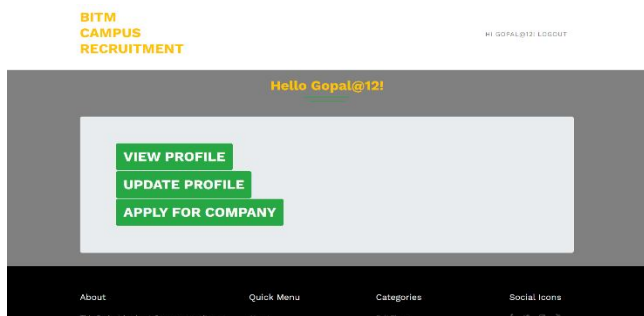 BITM
CAMPUS
RECRUITMENT
HI GOPAL@12! LOGOUT
Hello Gopal@12!
VIEW PROFILE
UPDATE PROFILE
APPLY FOR COMPANY
About
Quick Menu
Categories
Social Icons